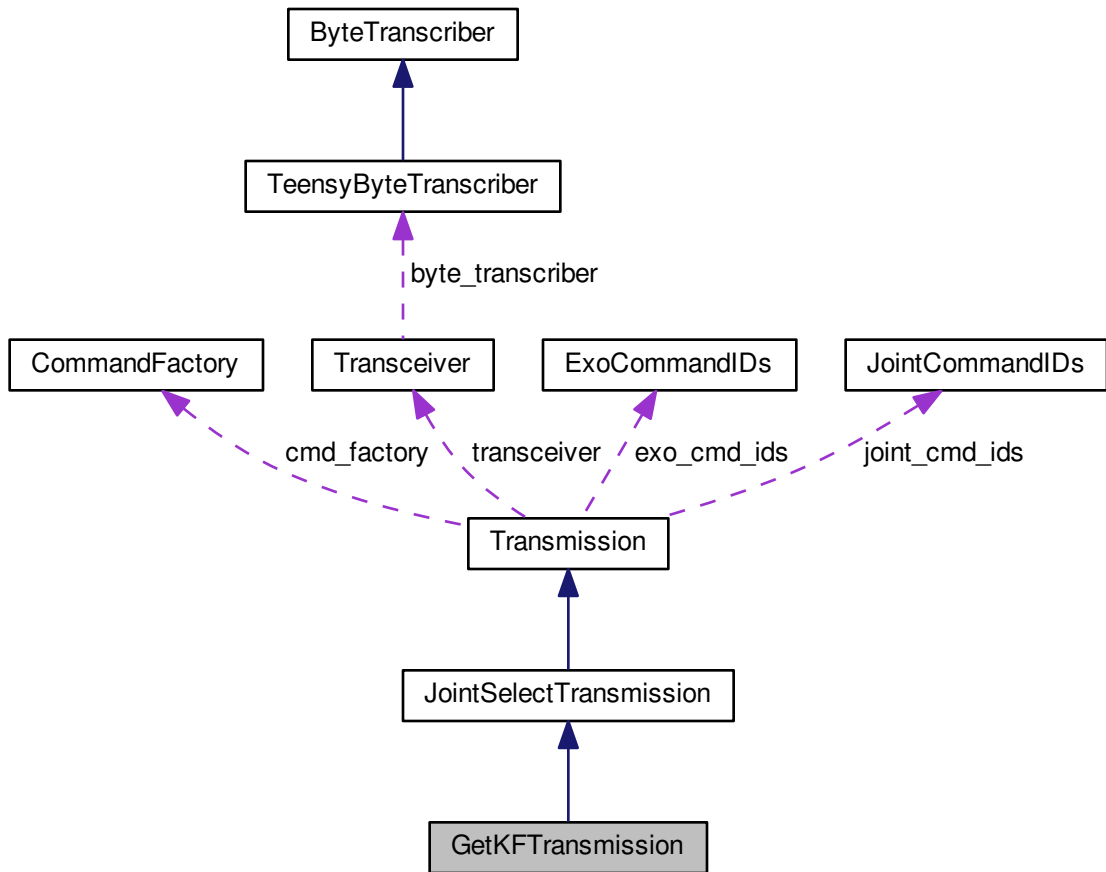 ByteTranscriber
TeensyByteTranscriber
byte_transcriber
CommandFactory
Transceiver
ExoCommandIDs
JointCommandIDs
cmd_factory
transceiver
exo_cmd_ids
joint_cmd_ids
Transmission
JointSelectTransmission
GetKFTransmission